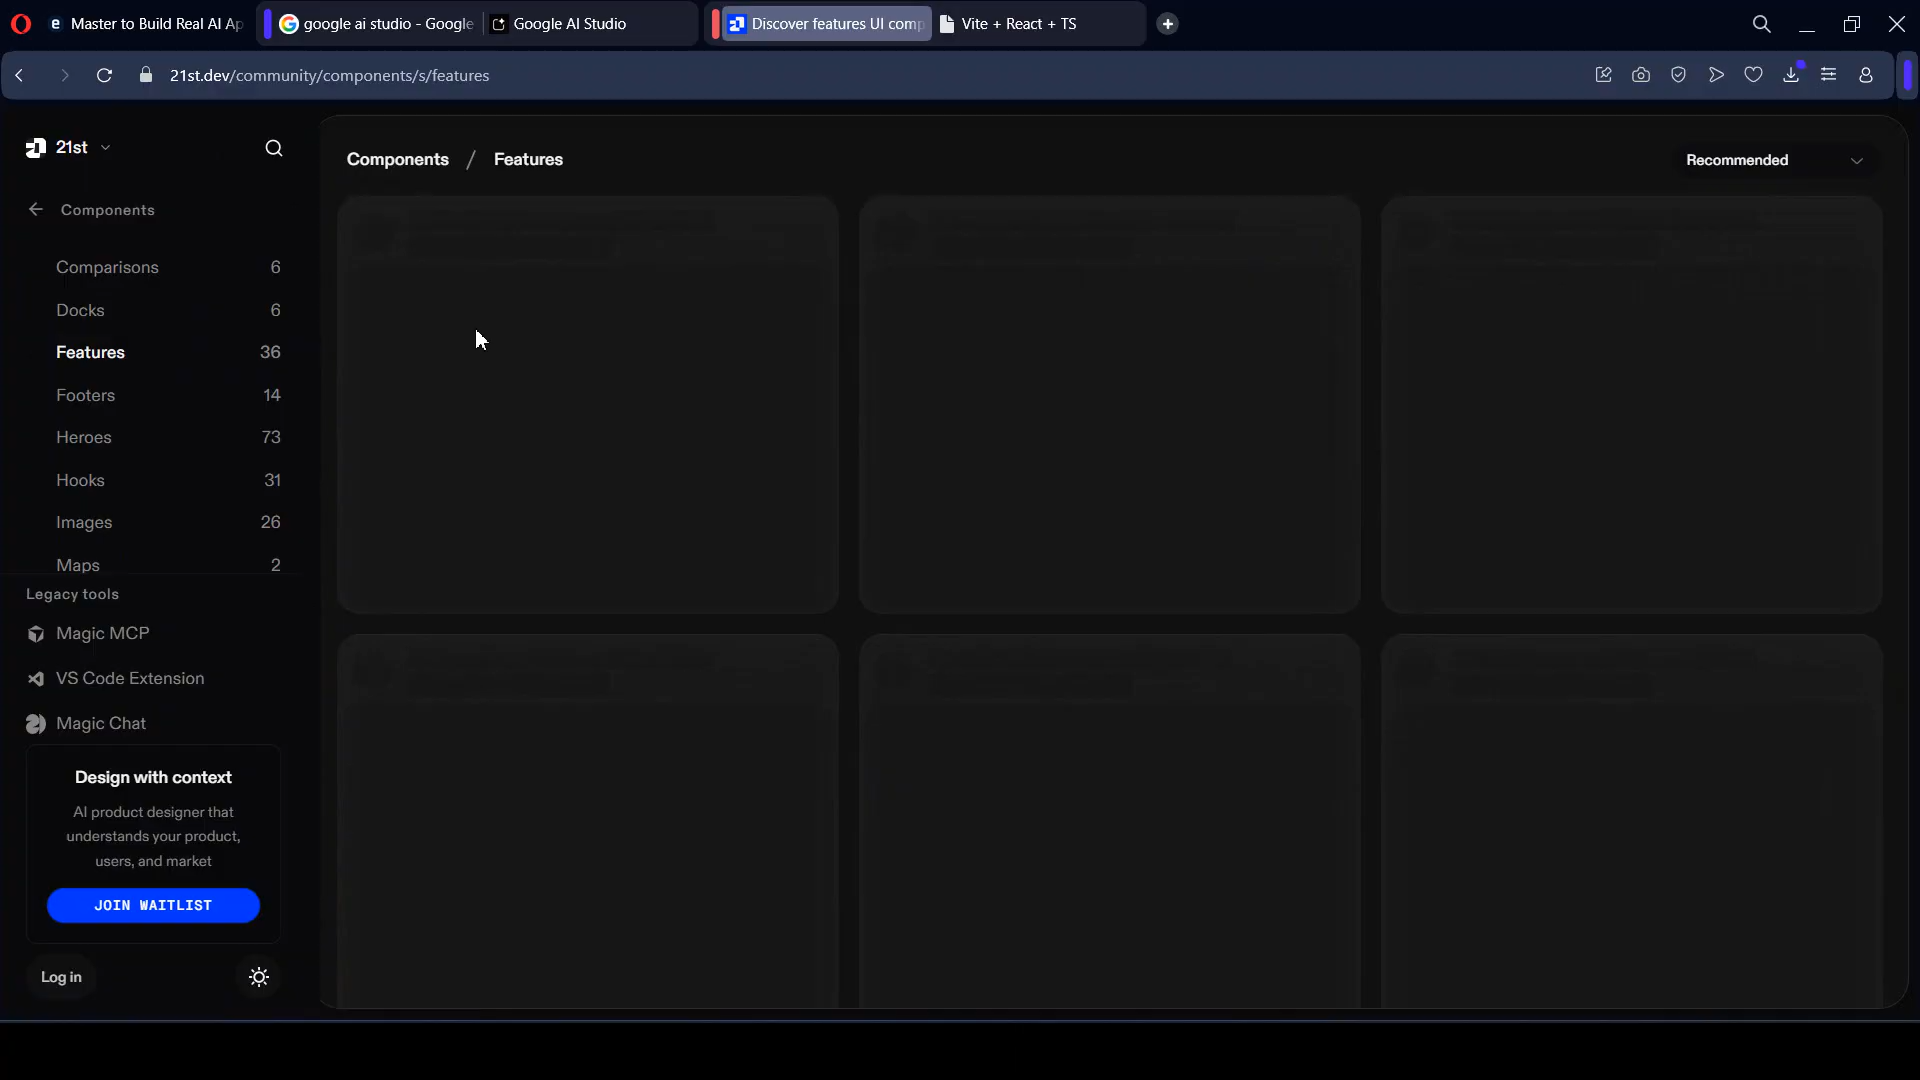 Master to Build Real AI Ap
google ai studio - Google
Google AI Studio
Discover features UI comp
Vite + React + TS
21st.dev/community/components/s/features
21st
Components / Features
Recommended
Components
Comparisons 6
Docks 6
Features 36
Footers 14
Heroes 73
Hooks 31
Images 26
Maps 2
Legacy tools
Magic MCP
VS Code Extension
Magic Chat
Design with context
AI product designer that
understands your product,
users, and market
JOIN WAITLIST
Log in